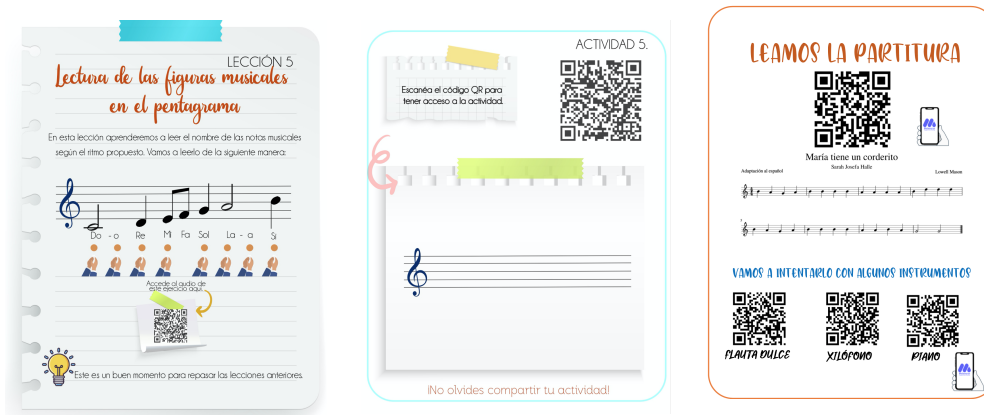 LECCIÓN 5
Lectura de las figuras musicales
en el pentagrama
En esta lección aprenderemos a leer el nombre de las notas musicales
según el ritmo propuesto. Vamos a leerlo de la siguiente manera:
Do - o Re Mi Fa Sol La - a Si
Accede al audio de
este ejercicio aquí
Este es un buen momento para repasar las lecciones anteriores.
ACTIVIDAD 5.
Escanéa el código QR para
tener acceso a la actividad.
¡No olvides compartir tu actividad!
LEAMOS LA PARTITURA
María tiene un corderito
Sarah Josefa Halle
Adaptación al español Lowell Mason
VAMOS A INTENTARLO CON ALGUNOS INSTRUMENTOS
FLAUTA DULCE XILÓFONO PIANO